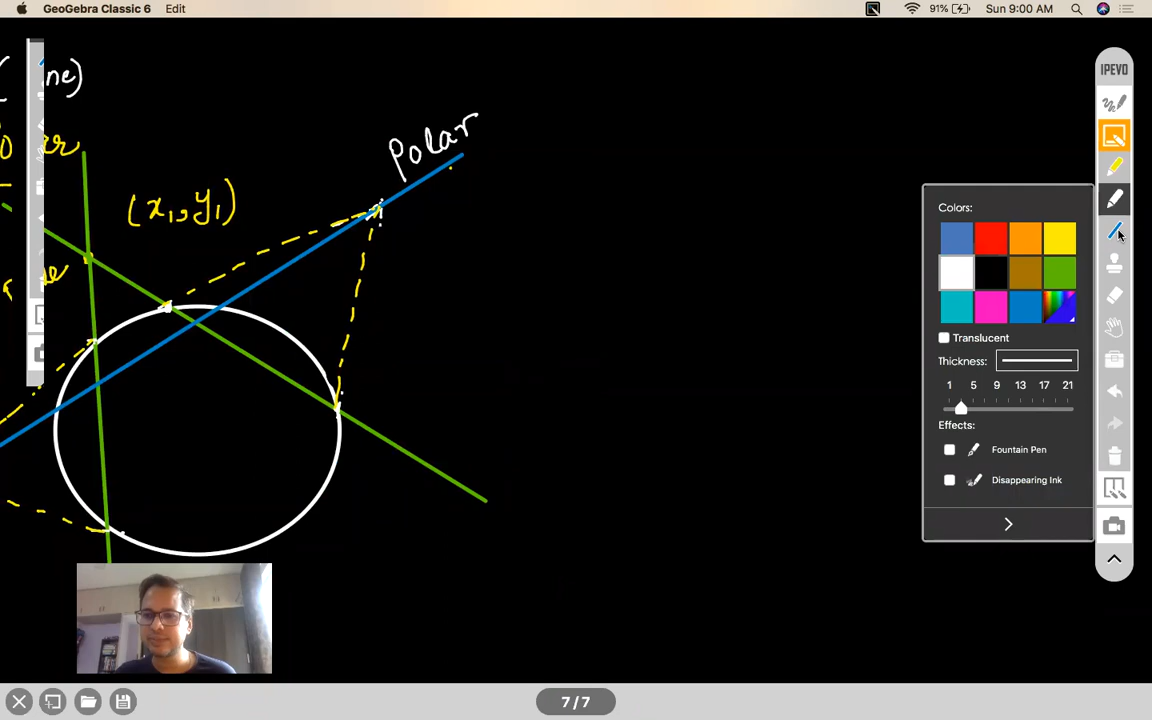 GeoGebra Classic 6 Edit 91% Sun 9:00 AM
IPEVO
ne)
Polar
(x₁, y₁)
Colors:
Translucent
Thickness:
1 5 9 13 17 21
Effects:
Fountain Pen
Disappearing Ink
7/7